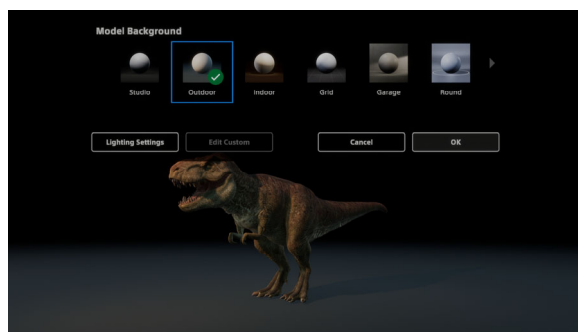 Model Background
Studio
Outdoor
Indoor
Grid
Garage
Round
Lighting Settings
Edit Custom
Cancel
OK